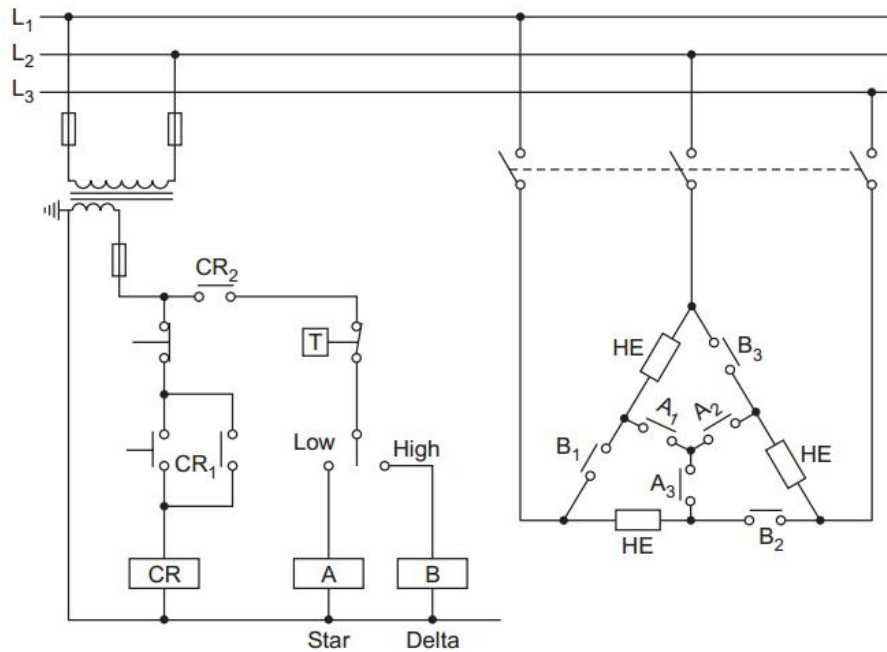 L₁
L₂
L₃
CR₂
T
HE
B₃
A₁
A₂
B₁
Low
High
HE
CR₁
A₃
HE
B₂
CR
A
B
Star
Delta